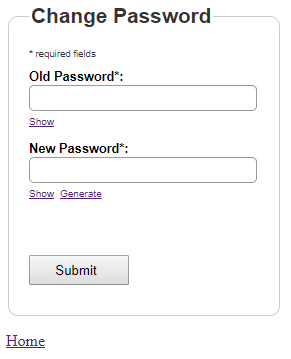 Change Password
* required fields
Old Password*:
Show
New Password*:
Show Generate
Submit
Home